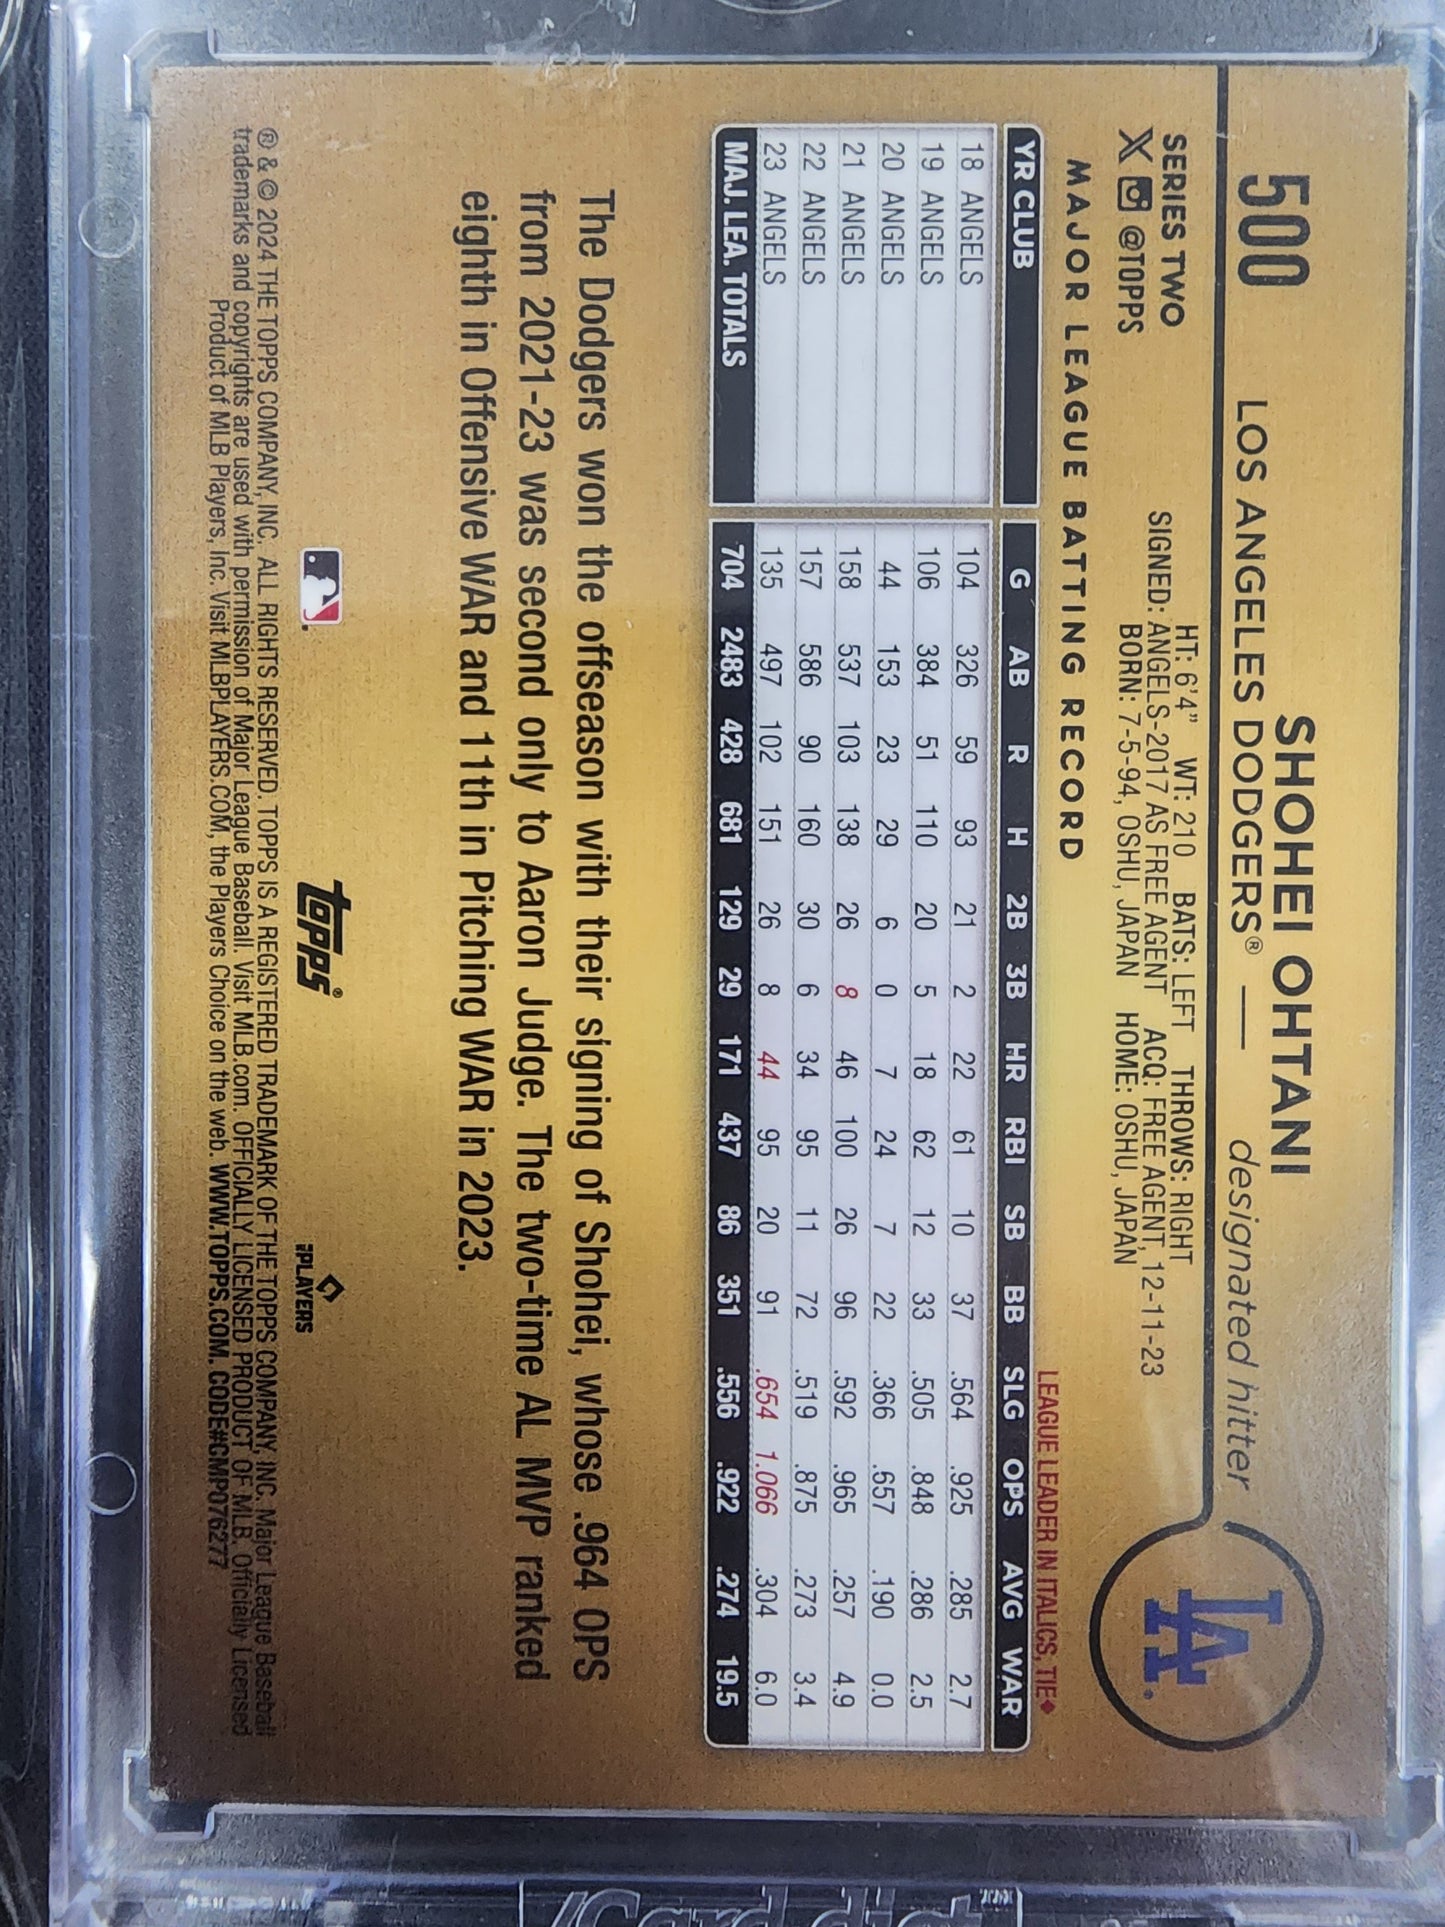 500
SHOHEI OHTANI
LOS ANGELES DODGERS® — designated hitter
LA.
SERIES TWO
X @TOPPS
HT: 6'4" WT: 210 BATS: LEFT THROWS: RIGHT
SIGNED: ANGELS-2017 AS FREE AGENT ACQ: FREE AGENT, 12-11-23
BORN: 7-5-94, OSHU, JAPAN HOME: OSHU, JAPAN
MAJOR LEAGUE BATTING RECORD
LEAGUE LEADER IN ITALICS, TIE♦
YR CLUB G AB R H 2B 3B HR RBI SB BB SLG OPS AVG WAR
18 ANGELS 104 326 59 93 21 2 22 61 10 37 .564 .925 .285 2.7
19 ANGELS 106 384 51 110 20 5 18 62 12 33 .505 .848 .286 2.5
20 ANGELS 44 153 23 29 6 0 7 24 7 22 .366 .657 .190 0.0
21 ANGELS 158 537 103 138 26 8 46 100 26 96 .592 .965 .257 4.9
22 ANGELS 157 586 90 160 30 6 34 95 11 72 .519 .875 .273 3.4
23 ANGELS 135 497 102 151 26 8 44 95 20 91 .654 1.066 .304 6.0
MAJ. LEA. TOTALS 704 2483 428 681 129 29 171 437 86 351 .556 .922 .274 19.5
The Dodgers won the offseason with their signing of Shohei, whose .964 OPS
from 2021-23 was second only to Aaron Judge. The two-time AL MVP ranked
eighth in Offensive WAR and 11th in Pitching WAR in 2023.
topps®
PLAYERS
® & © 2024 THE TOPPS COMPANY, INC. ALL RIGHTS RESERVED. TOPPS IS A REGISTERED TRADEMARK OF THE TOPPS COMPANY, INC. Major League Baseball
trademarks and copyrights are used with permission of Major League Baseball. Visit MLB.com. OFFICIALLY LICENSED PRODUCT OF MLB. Officially Licensed
Product of MLB Players, Inc. Visit MLBPLAYERS.COM, the Players Choice on the web. WWW.TOPPS.COM. CODE#CMP076277